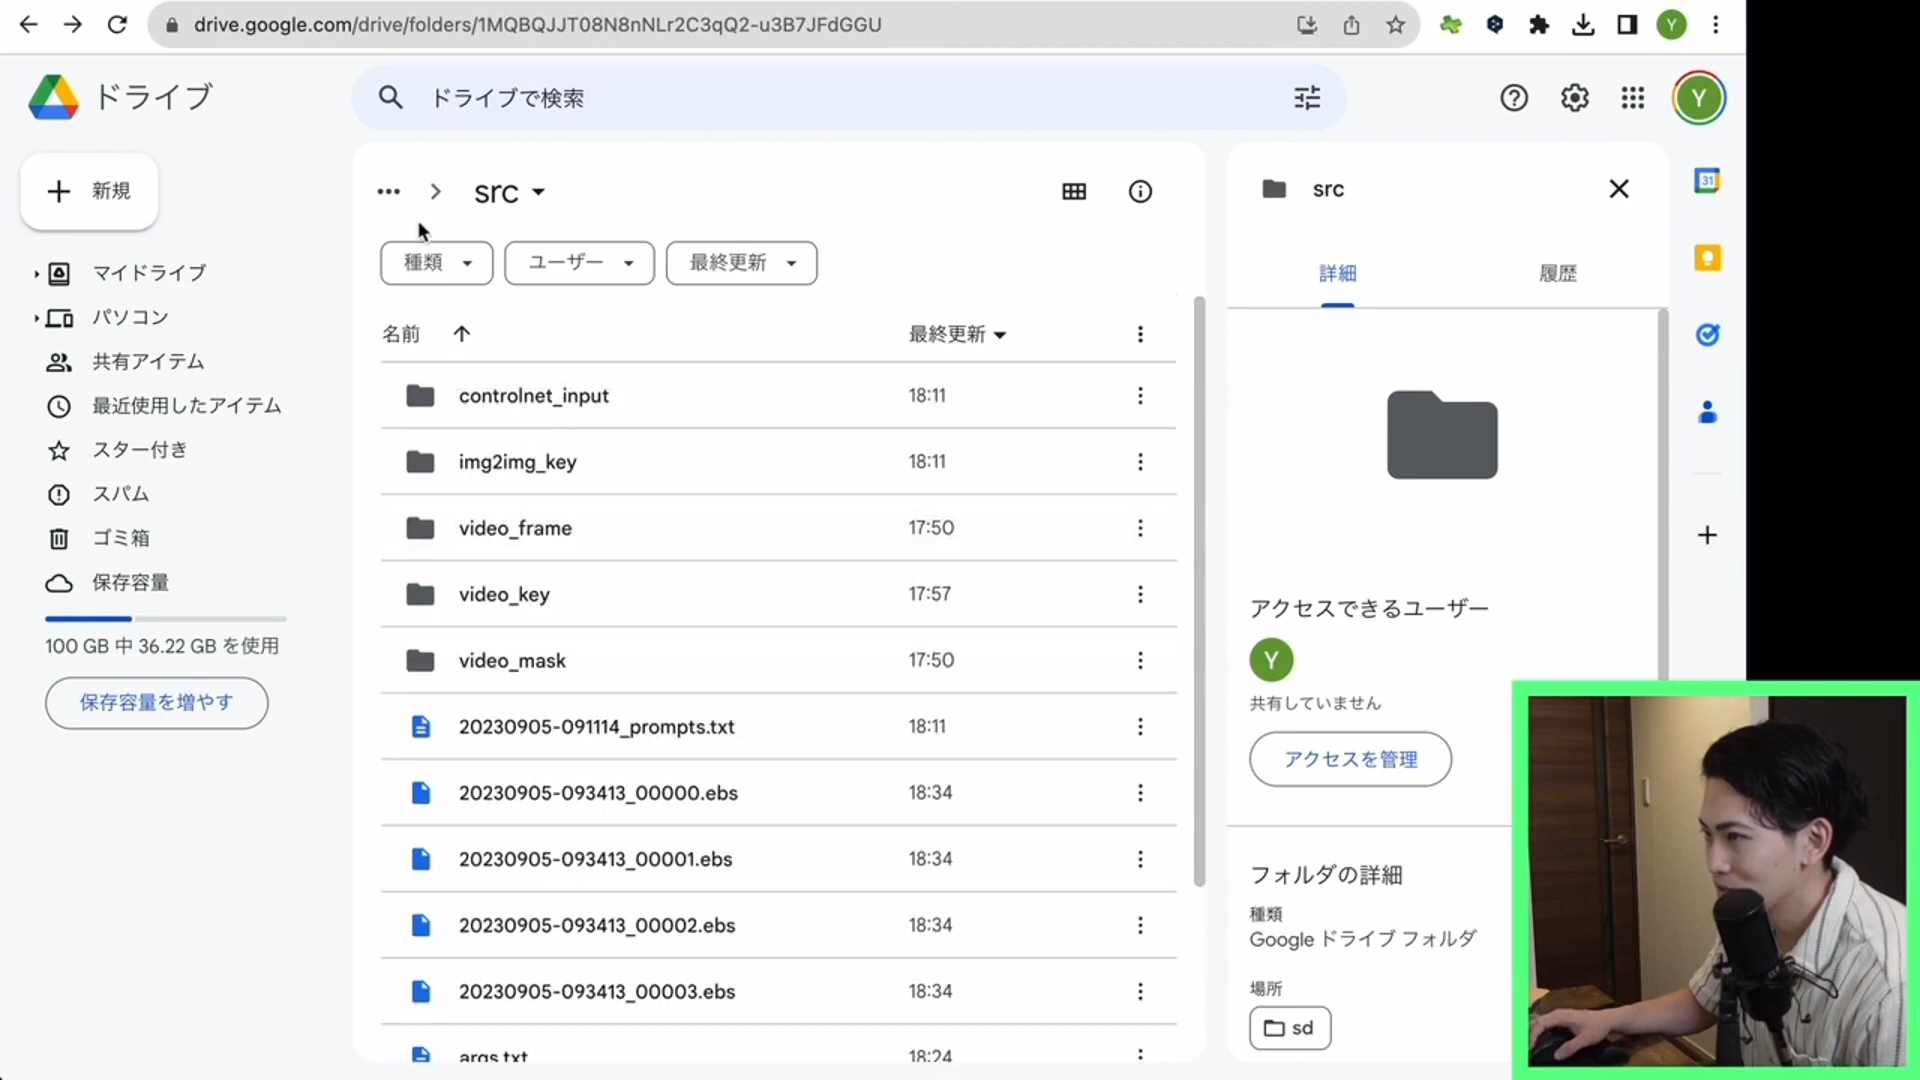 drive.google.com/drive/folders/1MQBQJJT08N8nNLr2C3qQ2-u3B7JFdGGU
Y
ドライブ
ドライブで検索
Y
新規
マイドライブ
パソコン
共有アイテム
最近使用したアイテム
スター付き
スパム
ゴミ箱
保存容量
100 GB 中 36.22 GB を使用
保存容量を増やす
src
種類
ユーザー
最終更新
名前
最終更新
controlnet_input
18:11
img2img_key
18:11
video_frame
17:50
video_key
17:57
video_mask
17:50
20230905-091114_prompts.txt
18:11
20230905-093413_00000.ebs
18:34
20230905-093413_00001.ebs
18:34
20230905-093413_00002.ebs
18:34
20230905-093413_00003.ebs
18:34
args.txt
18:24
src
詳細
履歴
アクセスできるユーザー
Y
共有していません
アクセスを管理
フォルダの詳細
種類
Google ドライブ フォルダ
場所
sd
31